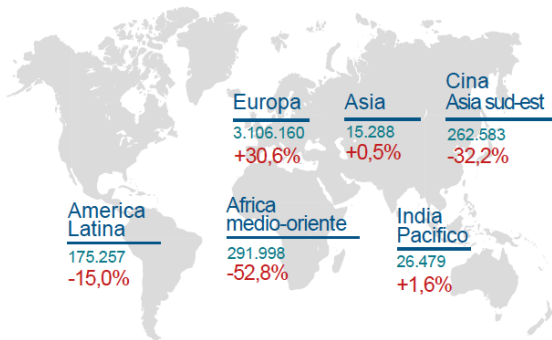 Europa
3.106.160
+30,6%
Asia
15.288
+0,5%
Cina
Asia sud-est
262.583
-32,2%
America
Latina
175.257
-15,0%
Africa
medio-oriente
291.998
-52,8%
India
Pacifico
26.479
+1,6%